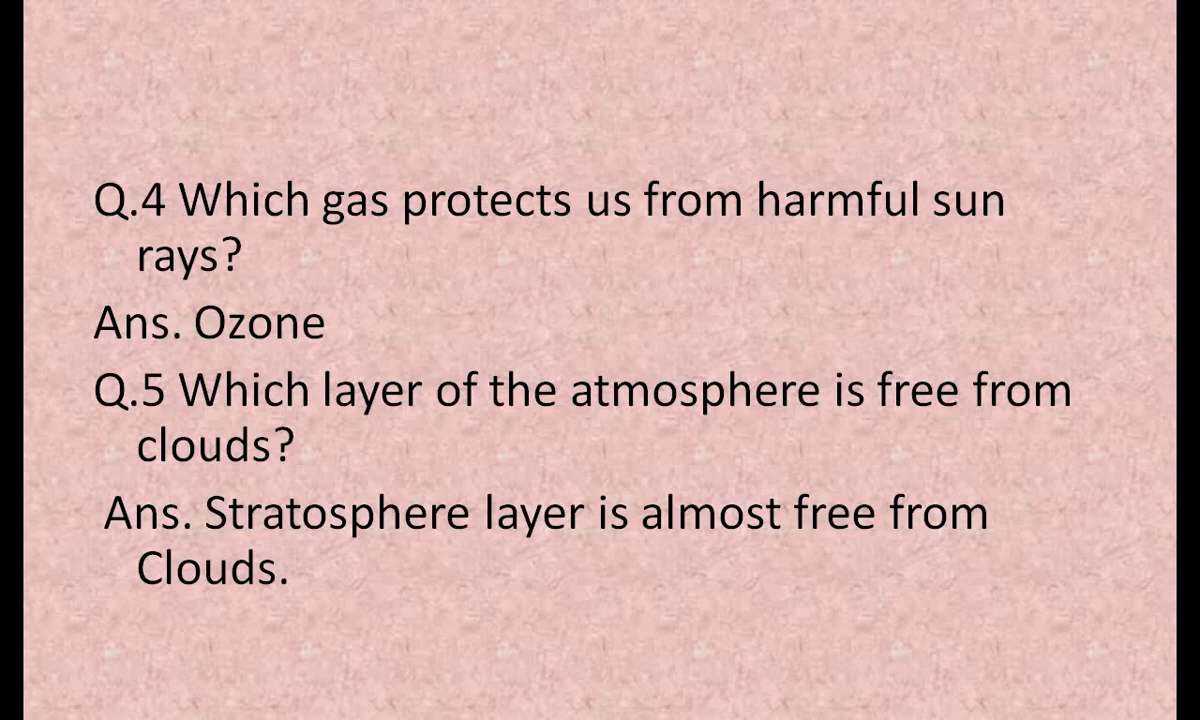 Q.4 Which gas protects us from harmful sun
rays?
Ans. Ozone
Q.5 Which layer of the atmosphere is free from
clouds?
Ans. Stratosphere layer is almost free from
Clouds.